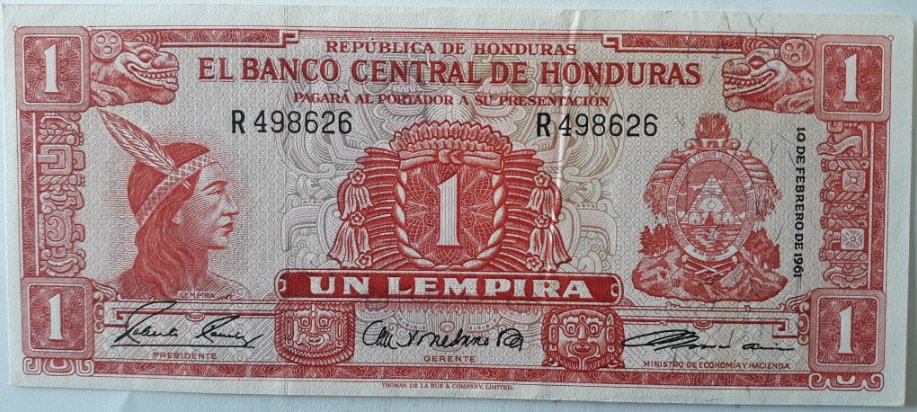 1
1
REPÚBLICA DE HONDURAS
EL BANCO CENTRAL DE HONDURAS
PAGARÁ AL PORTADOR A SU PRESENTACIÓN
R 498626
R 498626
10 DE FEBRERO DE 1961
1
UN LEMPIRA
LEMPIRA
1
1
PRESIDENTE
GERENTE
MINISTRO DE ECONOMIA Y HACIENDA
THOMAS DE LA RUE & COMPANY, LIMITED.